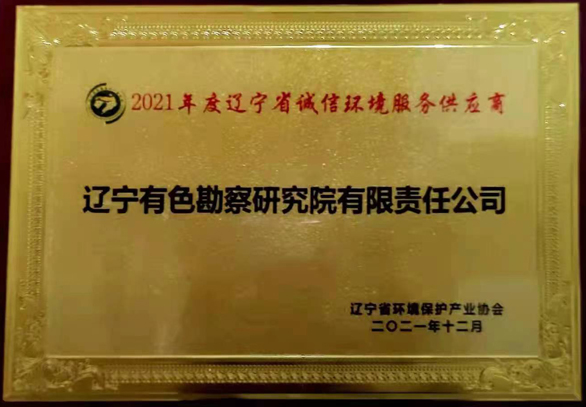 2021年度辽宁省诚信环境服务供应商
辽宁有色勘察研究院有限责任公司
辽宁省环境保护产业协会
二〇二一年十二月